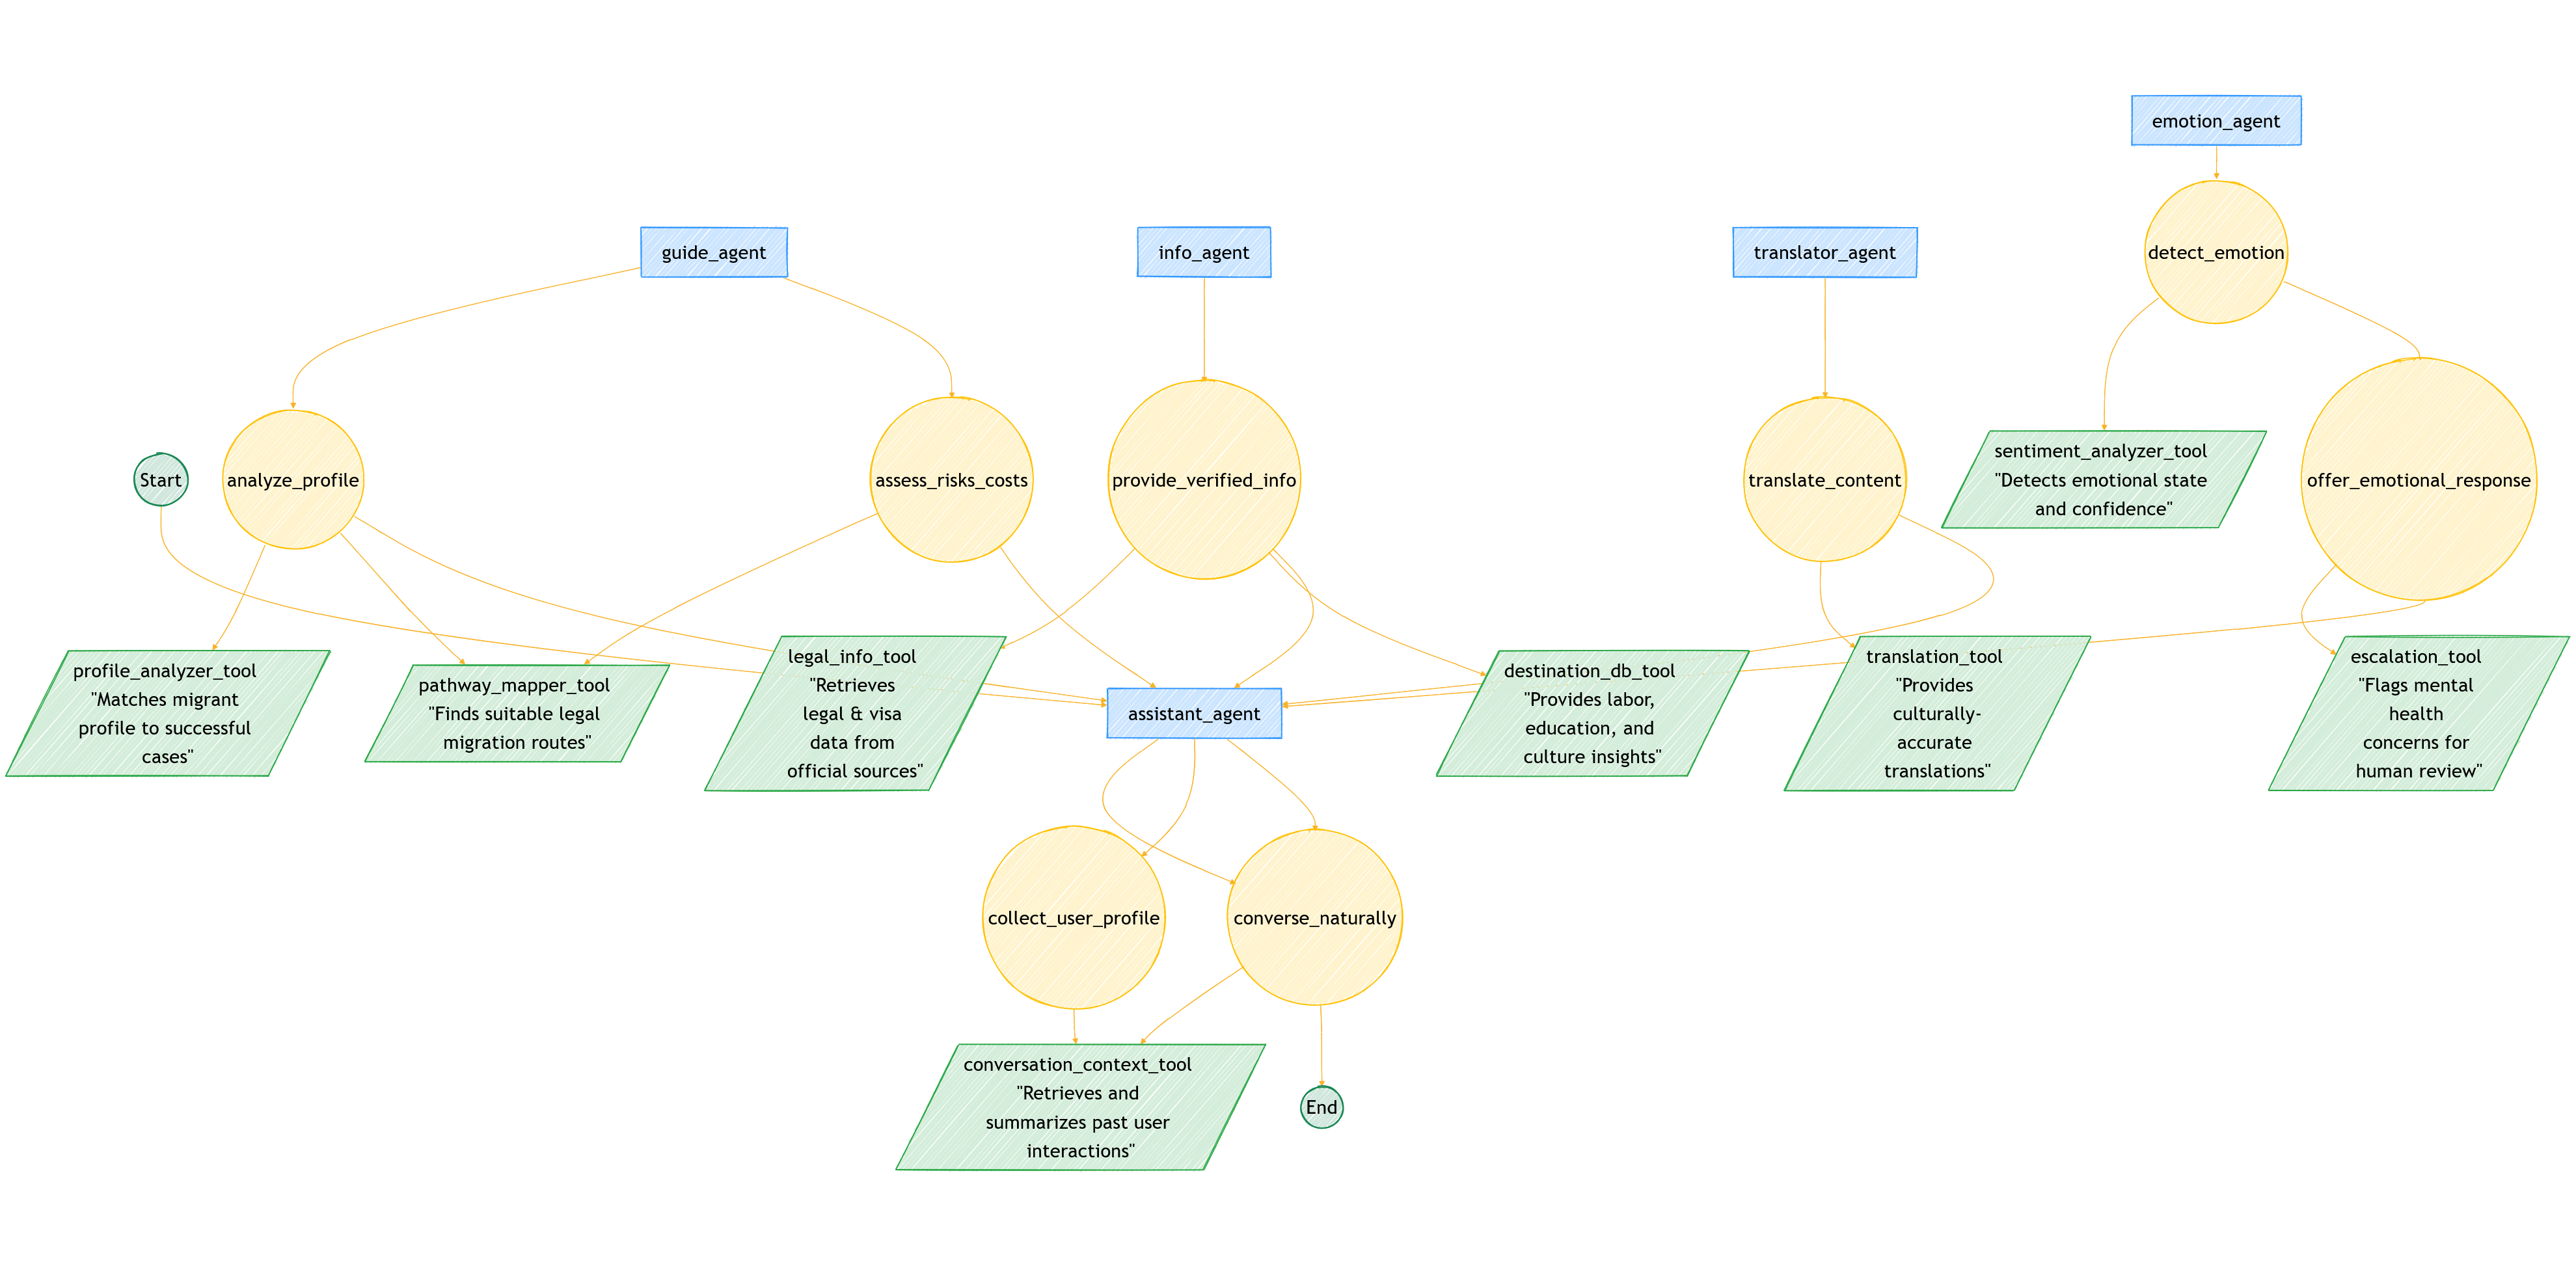 emotion_agent
guide_agent
info_agent
translator_agent
detect_emotion
Start
analyze_profile
assess_risks_costs
provide_verified_info
translate_content
sentiment_analyzer_tool
"Detects emotional state
and confidence"
offer_emotional_response
profile_analyzer_tool
"Matches migrant
profile to successful
cases"
pathway_mapper_tool
"Finds suitable legal
migration routes"
legal_info_tool
"Retrieves
legal & visa
data from
official sources"
assistant_agent
destination_db_tool
"Provides labor,
education, and
culture insights"
translation_tool
"Provides
culturally-
accurate
translations"
escalation_tool
"Flags mental
health
concerns for
human review"
collect_user_profile
converse_naturally
conversation_context_tool
"Retrieves and
summarizes past user
interactions"
End